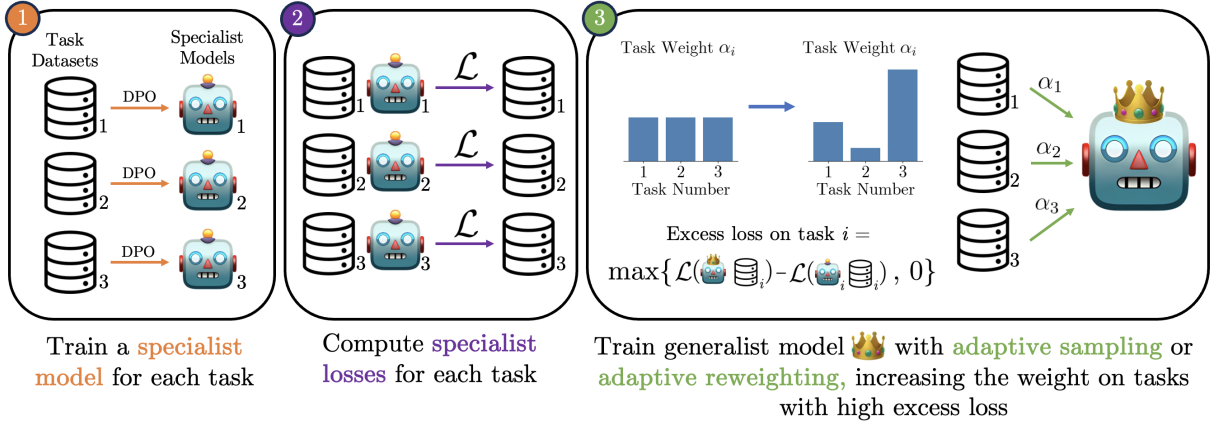 1
Task
Datasets
Specialist
Models
DPO
1
1
DPO
2
2
DPO
3
3
Train a specialist
model for each task
2
ℒ
1
1
1
ℒ
2
2
2
ℒ
3
3
3
Compute specialist
losses for each task
3
Task Weight αᵢ
1 2 3
Task Number
Task Weight αᵢ
1 2 3
Task Number
Excess loss on task i =
max{ℒ( ᵢ)−ℒ( ᵢ ᵢ) , 0}
1
α₁
2
α₂
3
α₃
Train generalist model with adaptive sampling or
adaptive reweighting, increasing the weight on tasks
with high excess loss